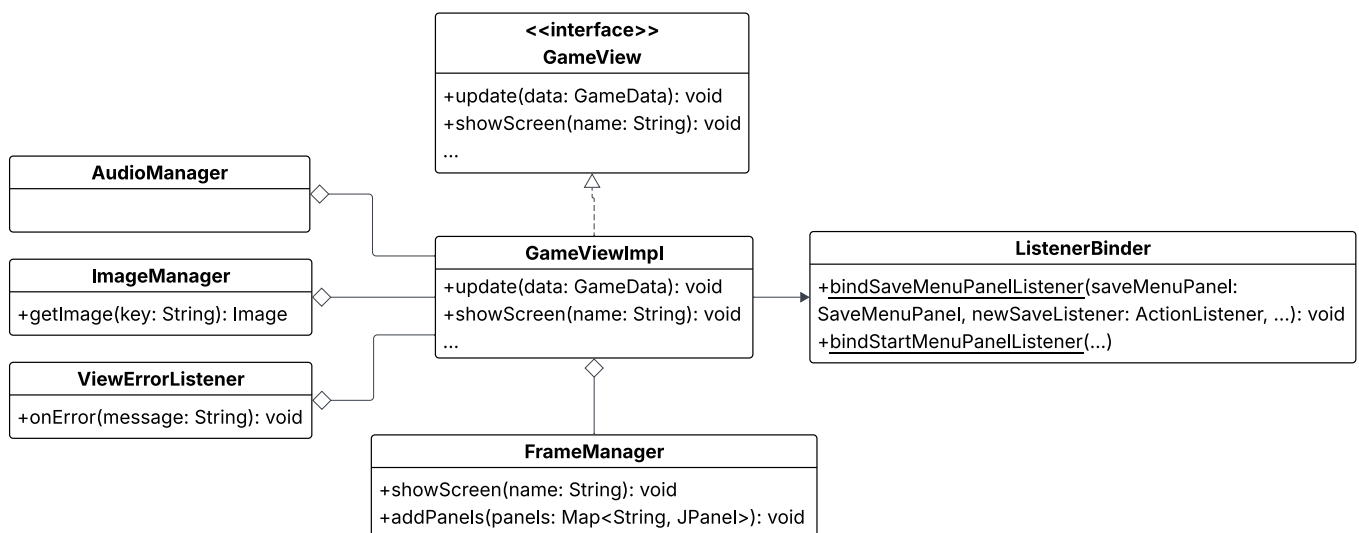 <<interface>>
GameView
+update(data: GameData): void
+showScreen(name: String): void
...
AudioManager
ImageManager
+getImage(key: String): Image
ViewErrorListener
+onError(message: String): void
GameViewImpl
+update(data: GameData): void
+showScreen(name: String): void
...
ListenerBinder
+bindSaveMenuPanelListener(saveMenuPanel:
SaveMenuPanel, newSaveListener: ActionListener, ...): void
+bindStartMenuPanelListener(...)
FrameManager
+showScreen(name: String): void
+addPanels(panels: Map<String, JPanel>): void